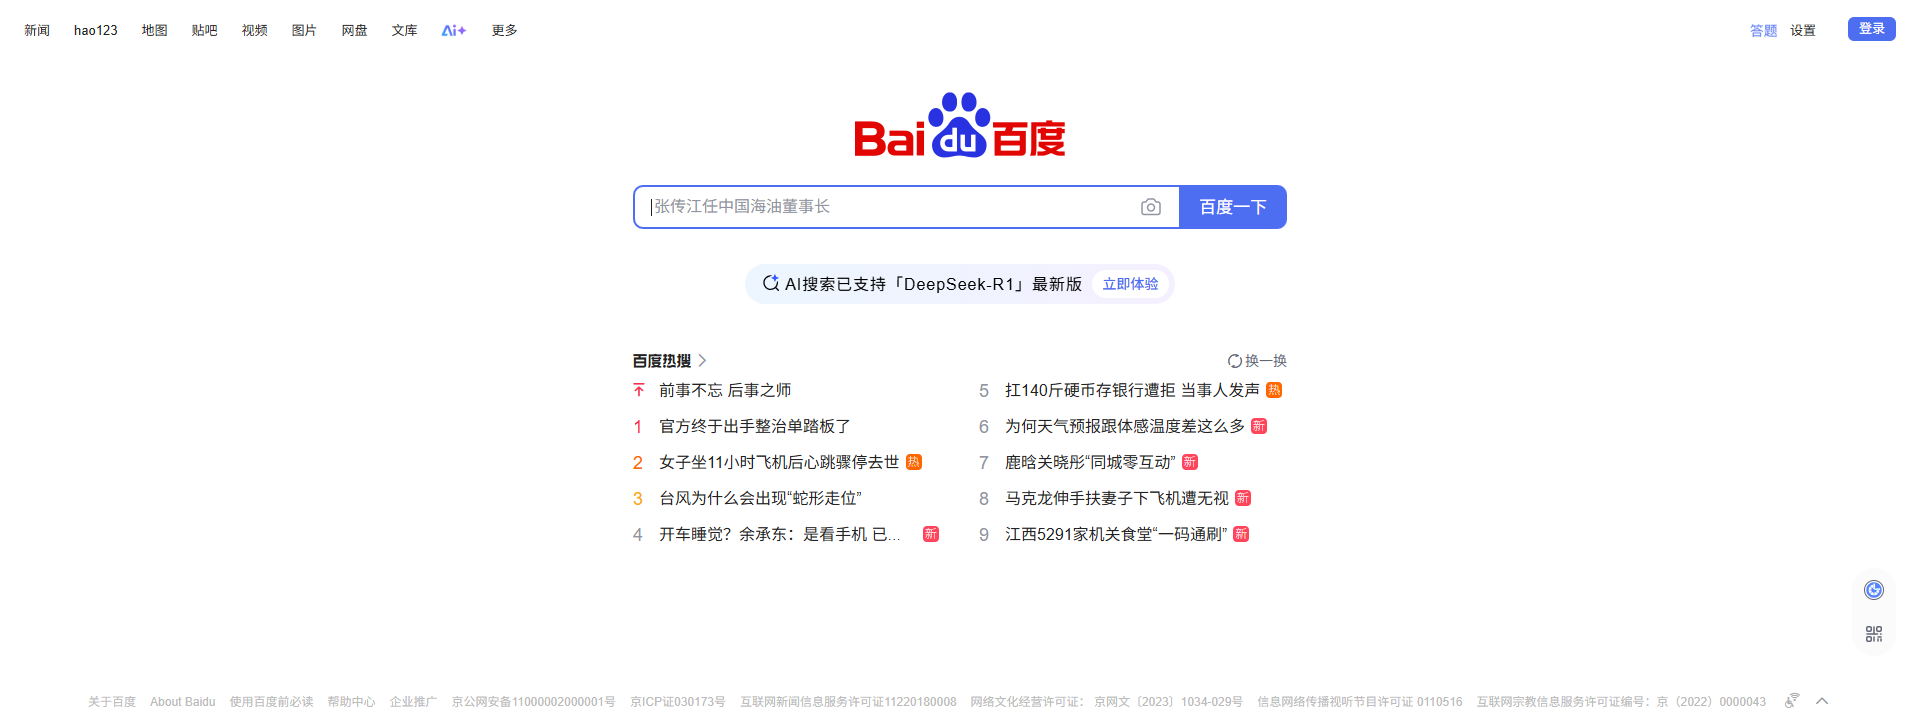 新闻 hao123 地图 贴吧 视频 图片 网盘 文库 Ai+ 更多 答题 设置 登录
Bai du 百度
张传江任中国海油董事长 百度一下
AI搜索已支持「DeepSeek-R1」最新版 立即体验
百度热搜 换一换
前事不忘 后事之师
1 官方终于出手整治单踏板了
2 女子坐11小时飞机后心跳骤停去世 热
3 台风为什么会出现“蛇形走位”
4 开车睡觉？余承东：是看手机 已... 新
5 扛140斤硬币存银行遭拒 当事人发声 热
6 为何天气预报跟体感温度差这么多 新
7 鹿晗关晓彤“同城零互动” 新
8 马克龙伸手扶妻子下飞机遭无视 新
9 江西5291家机关食堂“一码通刷” 新
关于百度 About Baidu 使用百度前必读 帮助中心 企业推广 京公网安备11000002000001号 京ICP证030173号 互联网新闻信息服务许可证11220180008 网络文化经营许可证： 京网文〔2023〕1034-029号 信息网络传播视听节目许可证 0110516 互联网宗教信息服务许可证编号：京（2022）0000043